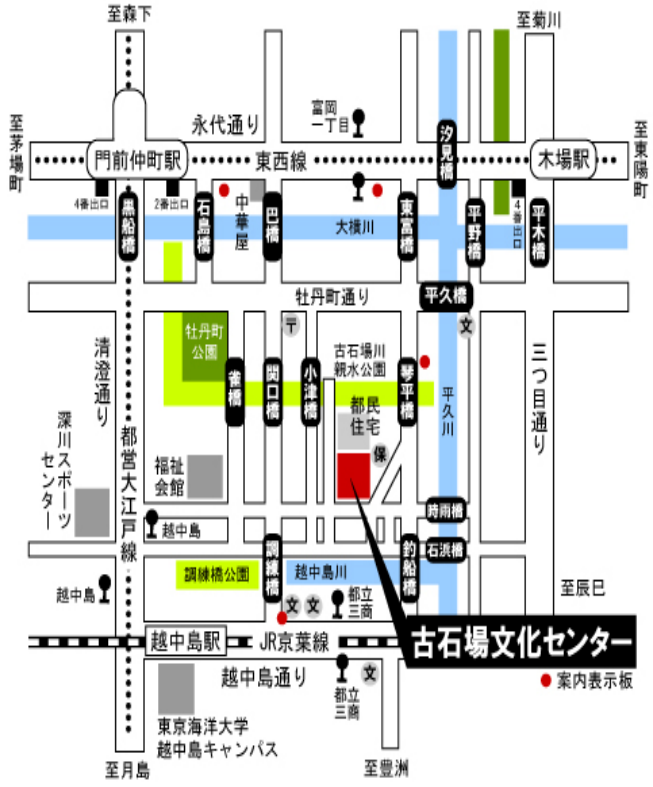 至森下
至菊川
至茅場町
永代通り
富岡
一丁目
汐見橋
至東陽町
門前仲町駅
東西線
木場駅
4番出口
2番出口
4番出口
黒船橋
石島橋
中華屋
巴橋
大横川
東富橋
平野橋
平木橋
牡丹町通り
平久橋
牡丹町
公園
〒
文
清澄通り
古石場川
親水公園
三つ目通り
雀橋
関口橋
小津橋
琴平橋
平久川
都民
住宅
深川スポーツ
センター
都営大江戸線
福祉
会館
保
時雨橋
越中島
調練橋
釣船橋
石浜橋
調練橋公園
越中島川
至辰巳
越中島
文
文
都立
三商
越中島駅
JR京葉線
古石場文化センター
越中島通り
文
都立
三商
案内表示板
東京海洋大学
越中島キャンパス
至月島
至豊洲